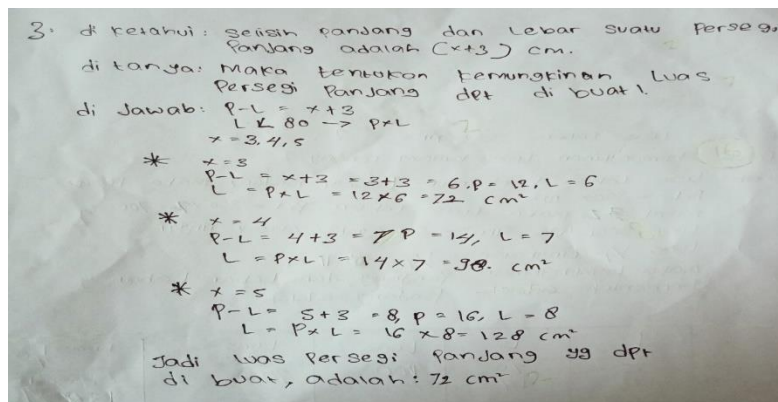 3. di ketahui : Selisih panjang dan Lebar suatu Persegi
Panjang adalah (x+3) cm.
di tanya : Maka tentukan kemungkinan Luas
Persegi Panjang dpt di buat !.
di Jawab : P-L = x+3
L < 80 -> PxL
x = 3,4,5
* x = 3
P-L = x+3 = 3+3 = 6. P = 12, L = 6
L = P x L = 12 x 6 = 72 cm²
* x = 4
P-L = 4+3 = 7 P = 14, L = 7
L = PxL = 14 x 7 = 98. cm²
* x = 5
P-L = 5+3 = 8, P = 16, L = 8
L = P x L = 16 x 8 = 128 cm²
Jadi luas Persegi Panjang yg dpt
di buat, adalah : 72 cm²